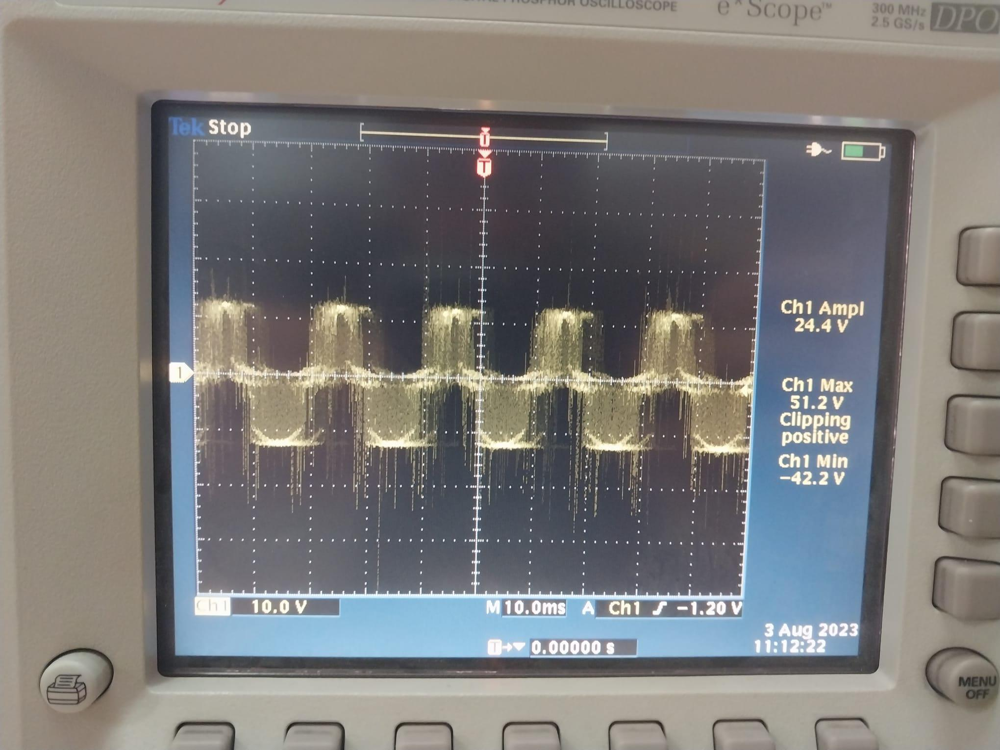 DIGITAL PHOSPHOR OSCILLOSCOPE
e*Scope™
300 MHz
2.5 GS/s
DPO
Tek Stop
T
T
1
Ch1 Ampl
24.4 V
Ch1 Max
51.2 V
Clipping
positive
Ch1 Min
-42.2 V
Ch1 10.0 V
M 10.0ms
A Ch1 -1.20 V
T 0.00000 s
3 Aug 2023
11:12:22
MENU
OFF